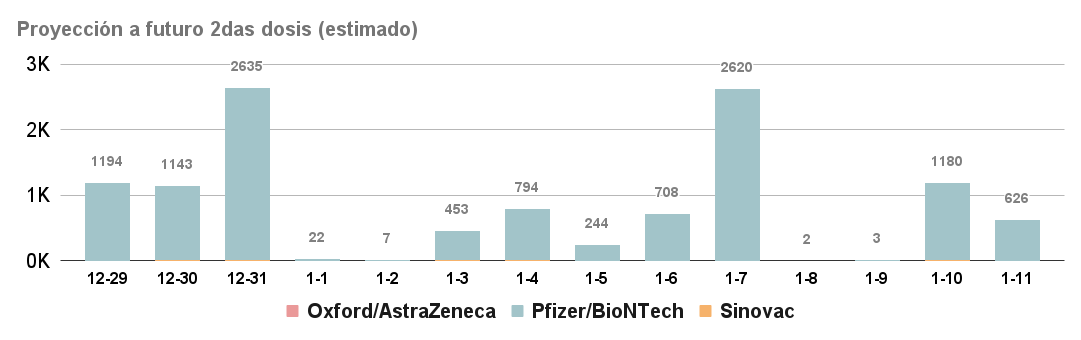 Proyección a futuro 2das dosis (estimado)
3K
2K
1K
0K
1194
1143
2635
22
7
453
794
244
708
2620
2
3
1180
626
12-29 12-30 12-31 1-1 1-2 1-3 1-4 1-5 1-6 1-7 1-8 1-9 1-10 1-11
Oxford/AstraZeneca Pfizer/BioNTech Sinovac